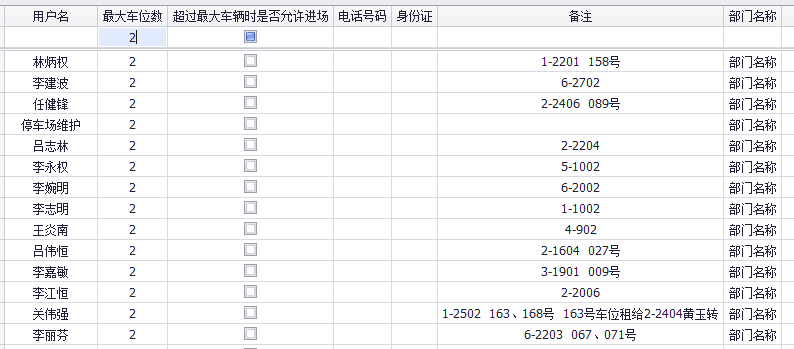 用户名 最大车位数 超过最大车辆时是否允许进场 电话号码 身份证 备注 部门名称
2
林炳权 2 1-2201 158号 部门名称
李建波 2 6-2702 部门名称
任健锋 2 2-2406 089号 部门名称
停车场维护 2 部门名称
吕志林 2 2-2204 部门名称
李永权 2 5-1002 部门名称
李婉明 2 6-2002 部门名称
李志明 2 1-1002 部门名称
王炎南 2 4-902 部门名称
吕伟恒 2 2-1604 027号 部门名称
李嘉敏 2 3-1901 009号 部门名称
李江恒 2 2-2006 部门名称
关伟强 2 1-2502 163、168号 163号车位租给2-2404黄玉转 部门名称
李丽芬 2 6-2203 067、071号 部门名称